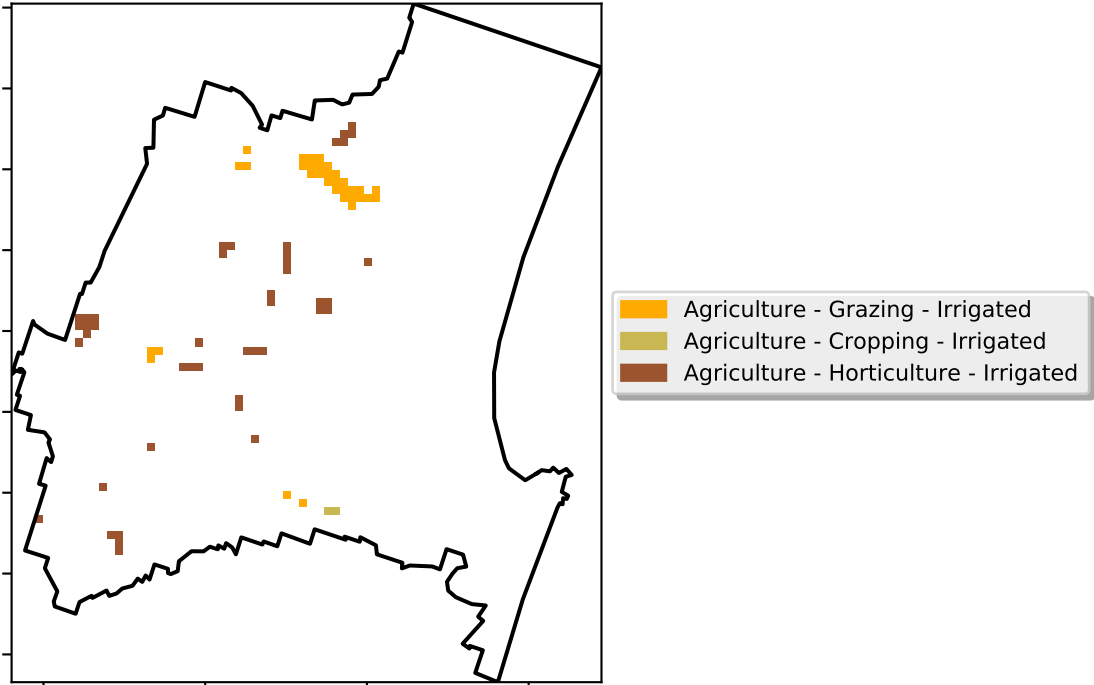 Agriculture - Grazing - Irrigated
Agriculture - Cropping - Irrigated
Agriculture - Horticulture - Irrigated